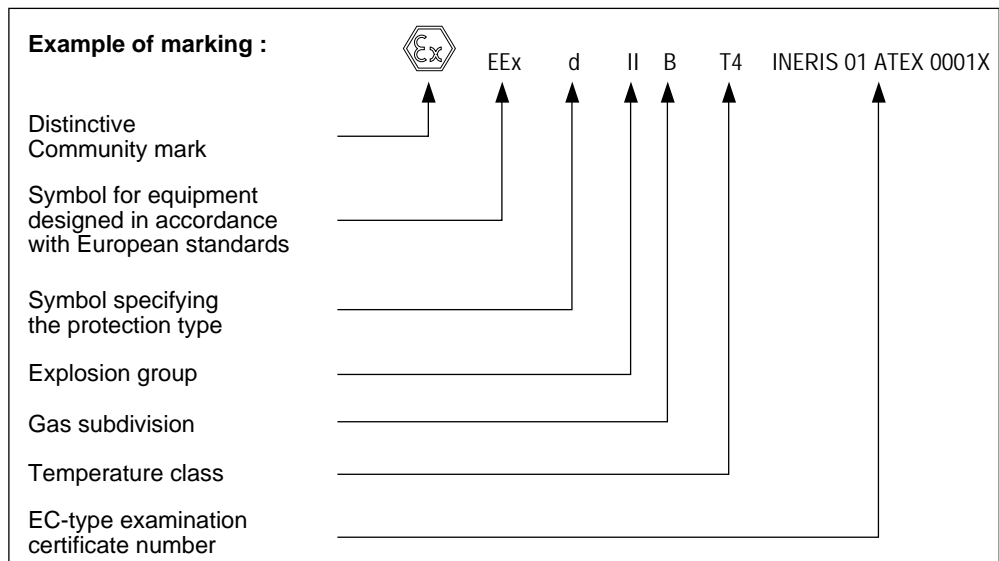 Example of marking :
Ex
EEx d II B T4 INERIS 01 ATEX 0001X
Distinctive
Community mark
Symbol for equipment
designed in accordance
with European standards
Symbol specifying
the protection type
Explosion group
Gas subdivision
Temperature class
EC-type examination
certificate number